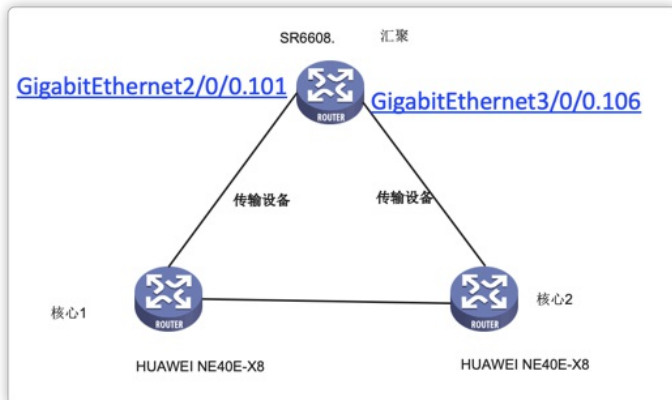 SR6608.
汇聚
GigabitEthernet2/0/0.101
GigabitEthernet3/0/0.106
ROUTER
传输设备
传输设备
核心1
ROUTER
ROUTER
核心2
HUAWEI NE40E-X8
HUAWEI NE40E-X8